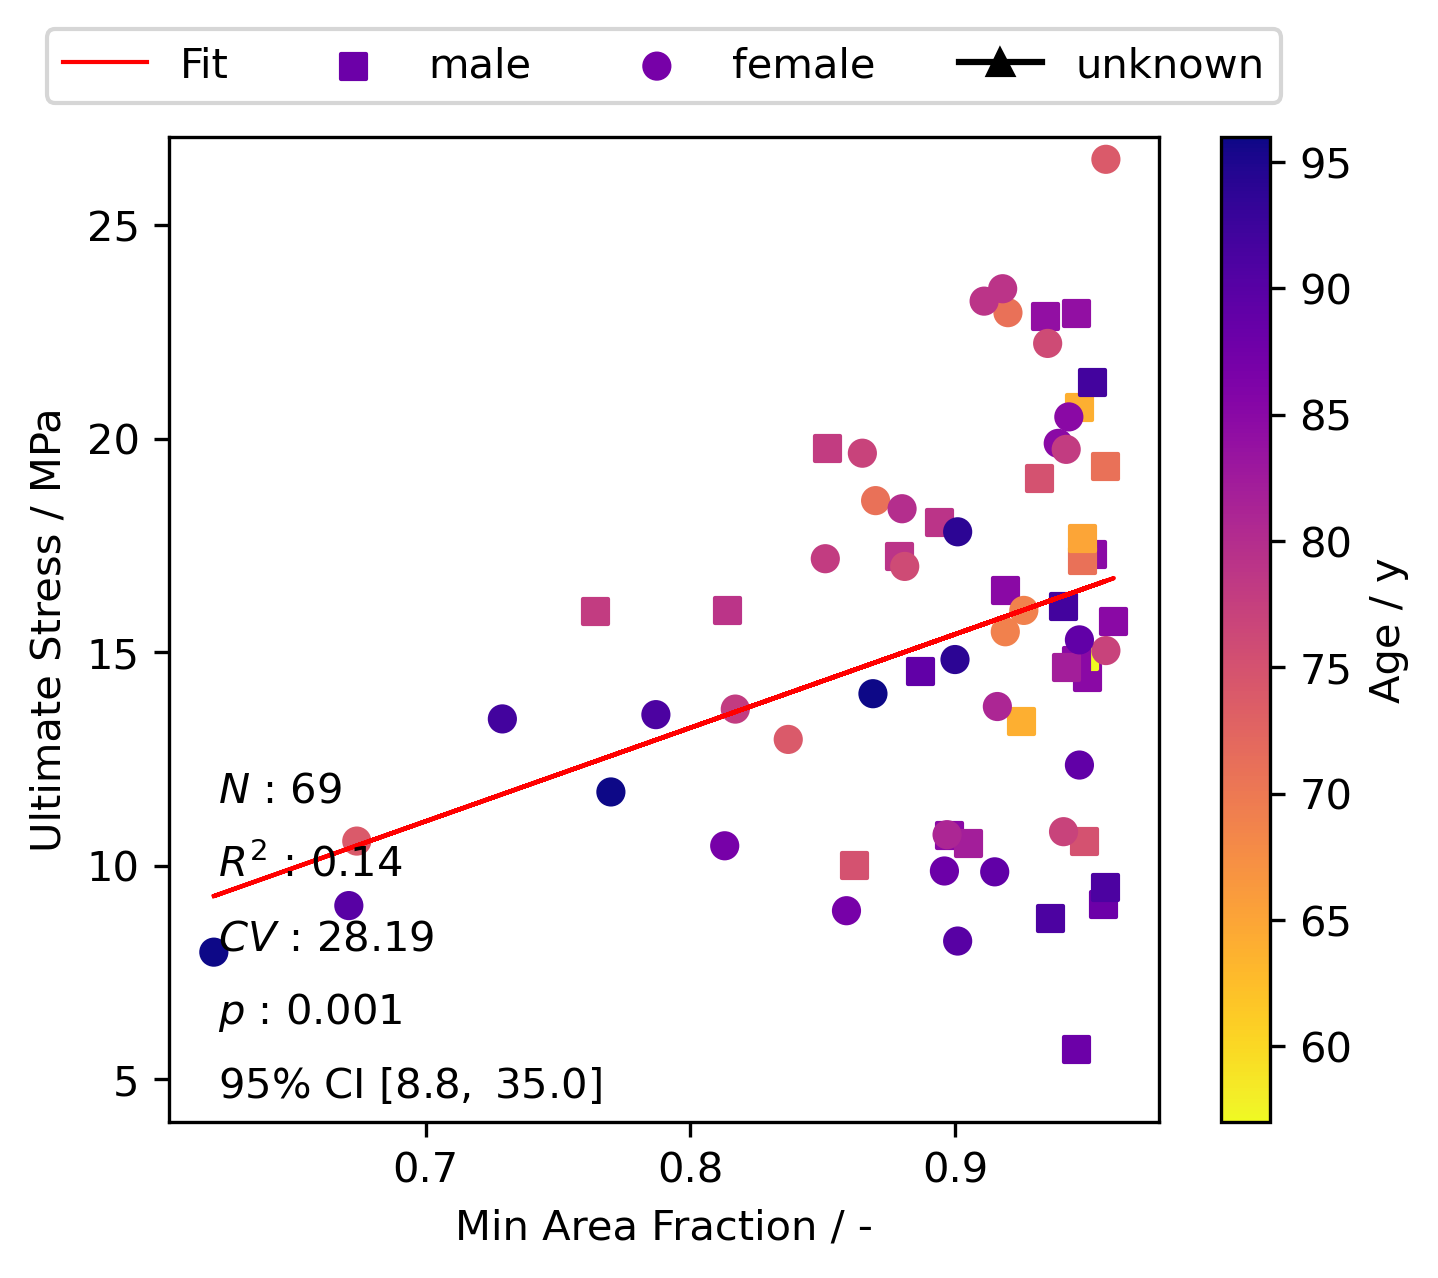 Fit male female unknown
25
20
15
10
5
Ultimate Stress / MPa
N : 69
R² : 0.14
CV : 28.19
p : 0.001
95% CI [8.8, 35.0]
0.7 0.8 0.9
Min Area Fraction / -
95
90
85
80
75
70
65
60
Age / y